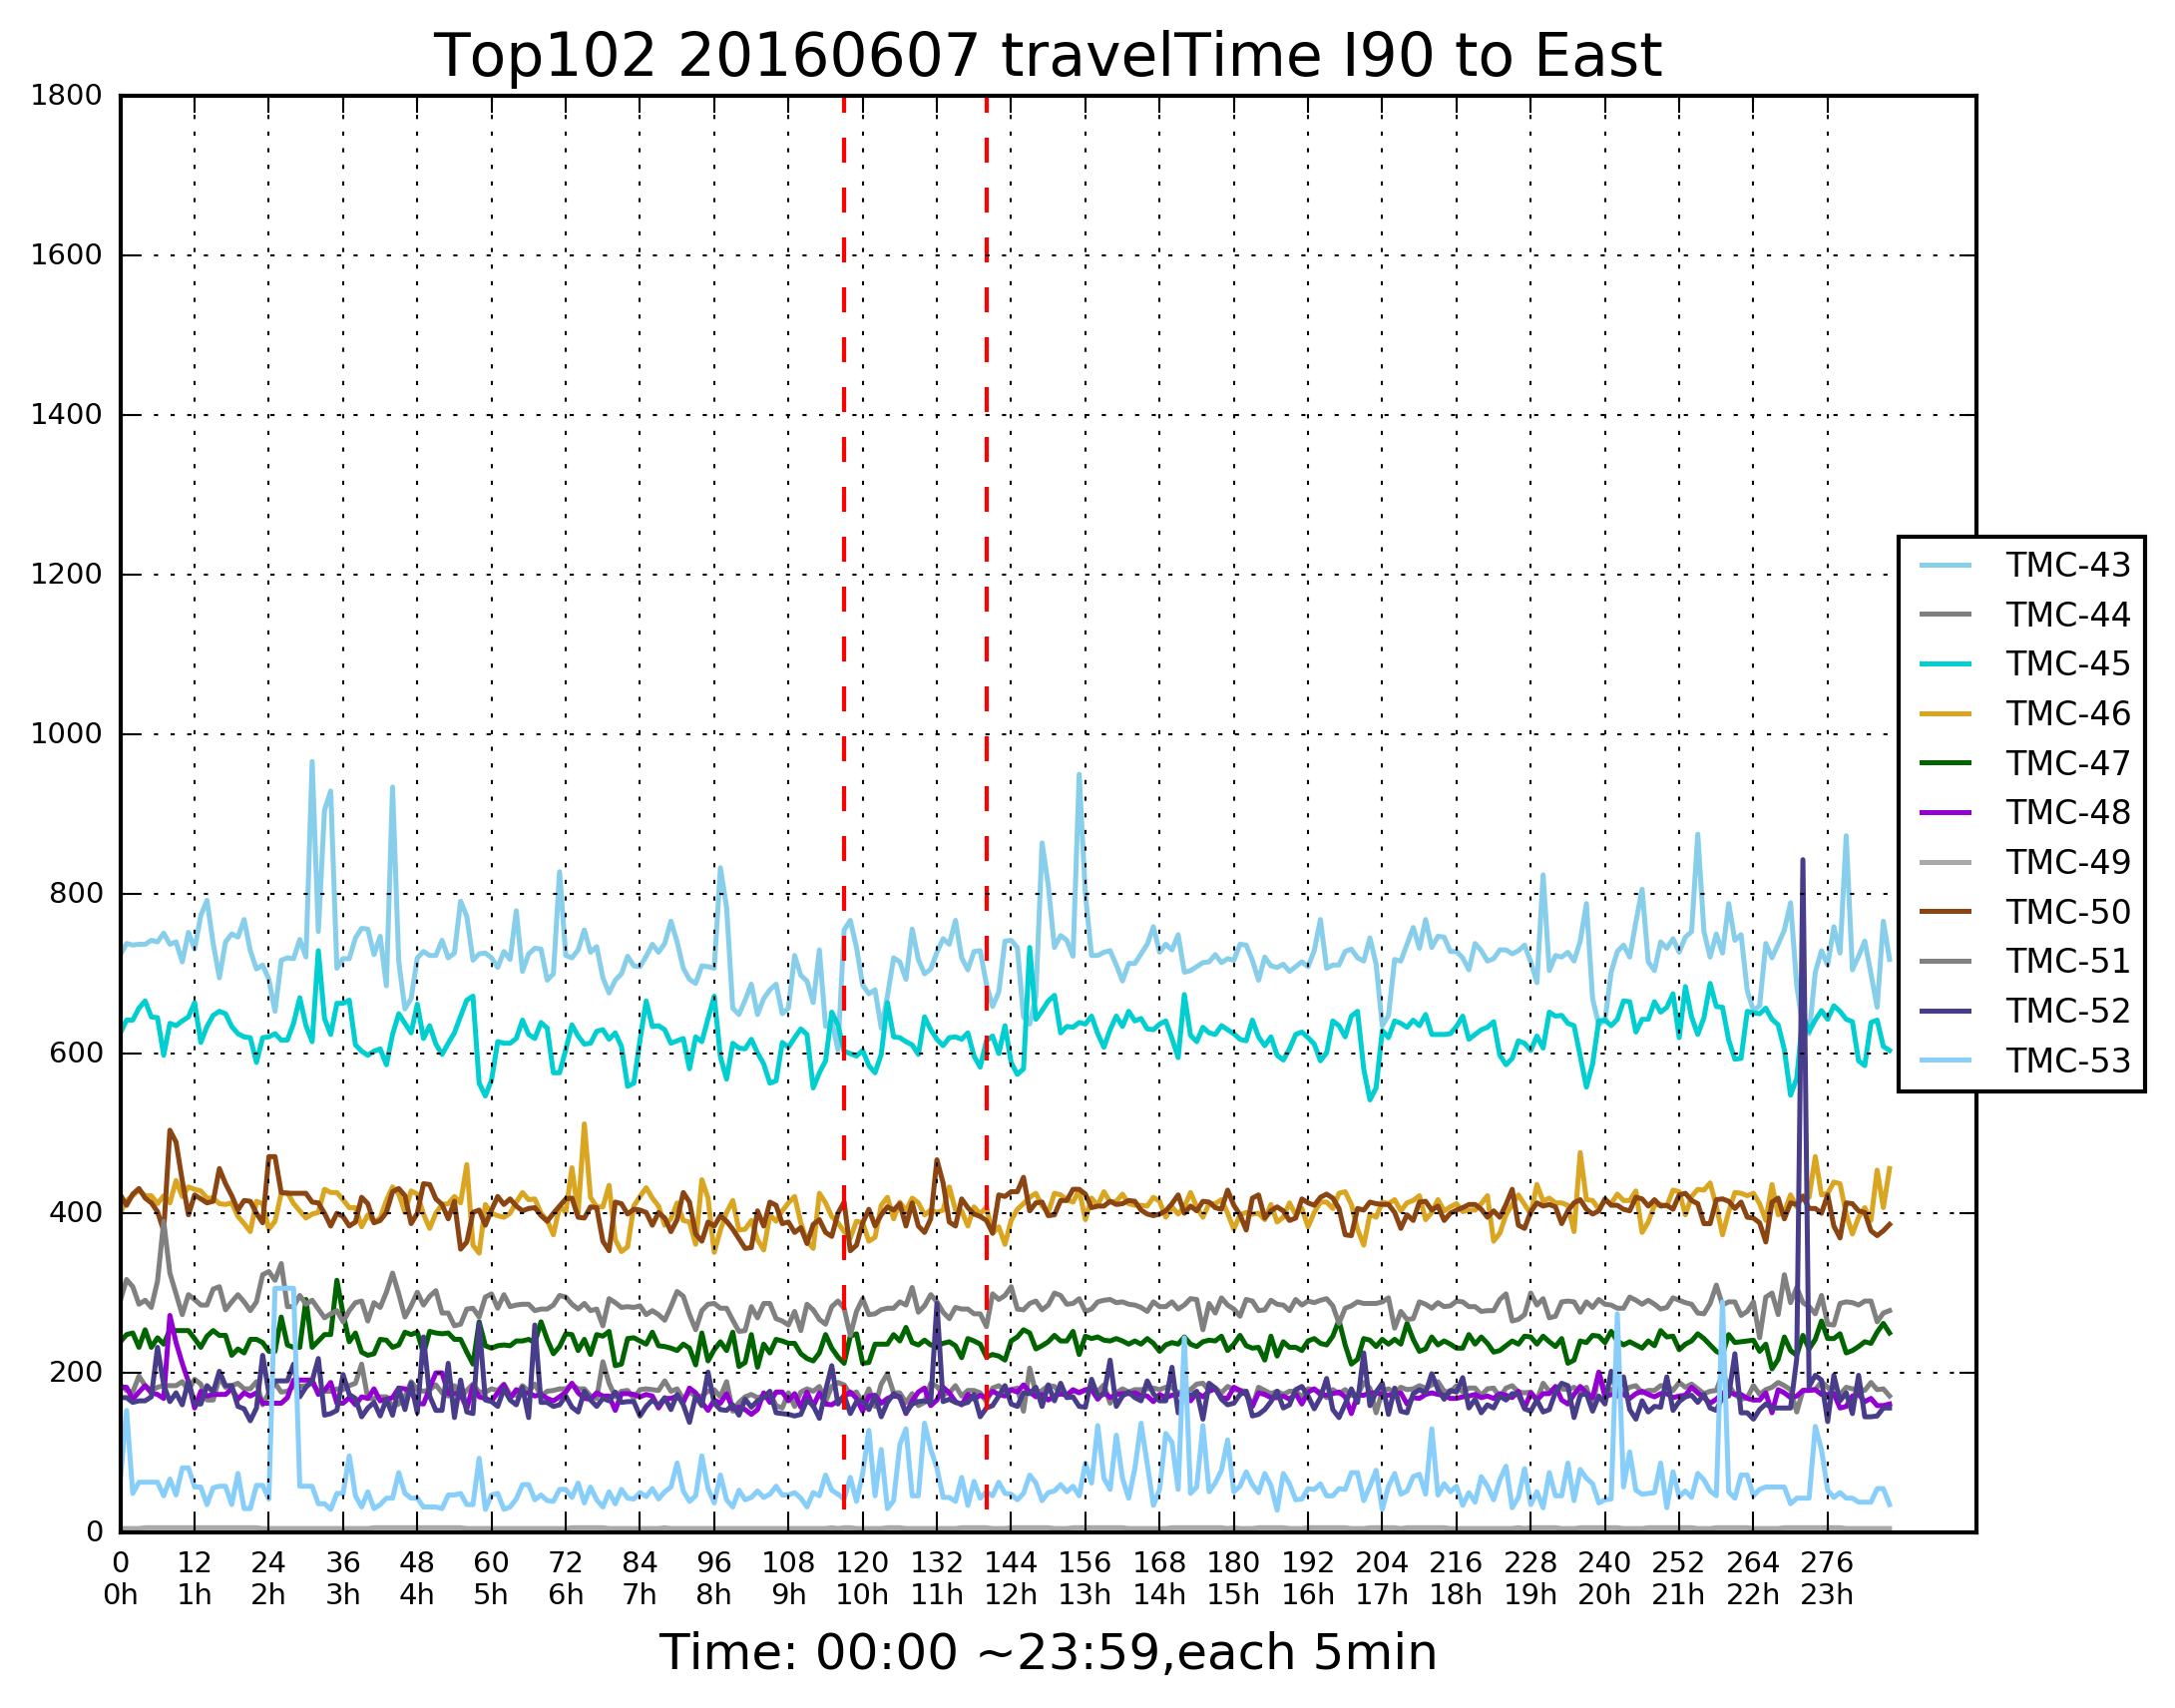 Top102 20160607 travelTime I90 to East
1800
1600
1400
1200
1000
800
600
400
200
0
TMC-43
TMC-44
TMC-45
TMC-46
TMC-47
TMC-48
TMC-49
TMC-50
TMC-51
TMC-52
TMC-53
0 12 24 36 48 60 72 84 96 108 120 132 144 156 168 180 192 204 216 228 240 252 264 276
0h 1h 2h 3h 4h 5h 6h 7h 8h 9h 10h 11h 12h 13h 14h 15h 16h 17h 18h 19h 20h 21h 22h 23h
Time: 00:00 ~23:59,each 5min